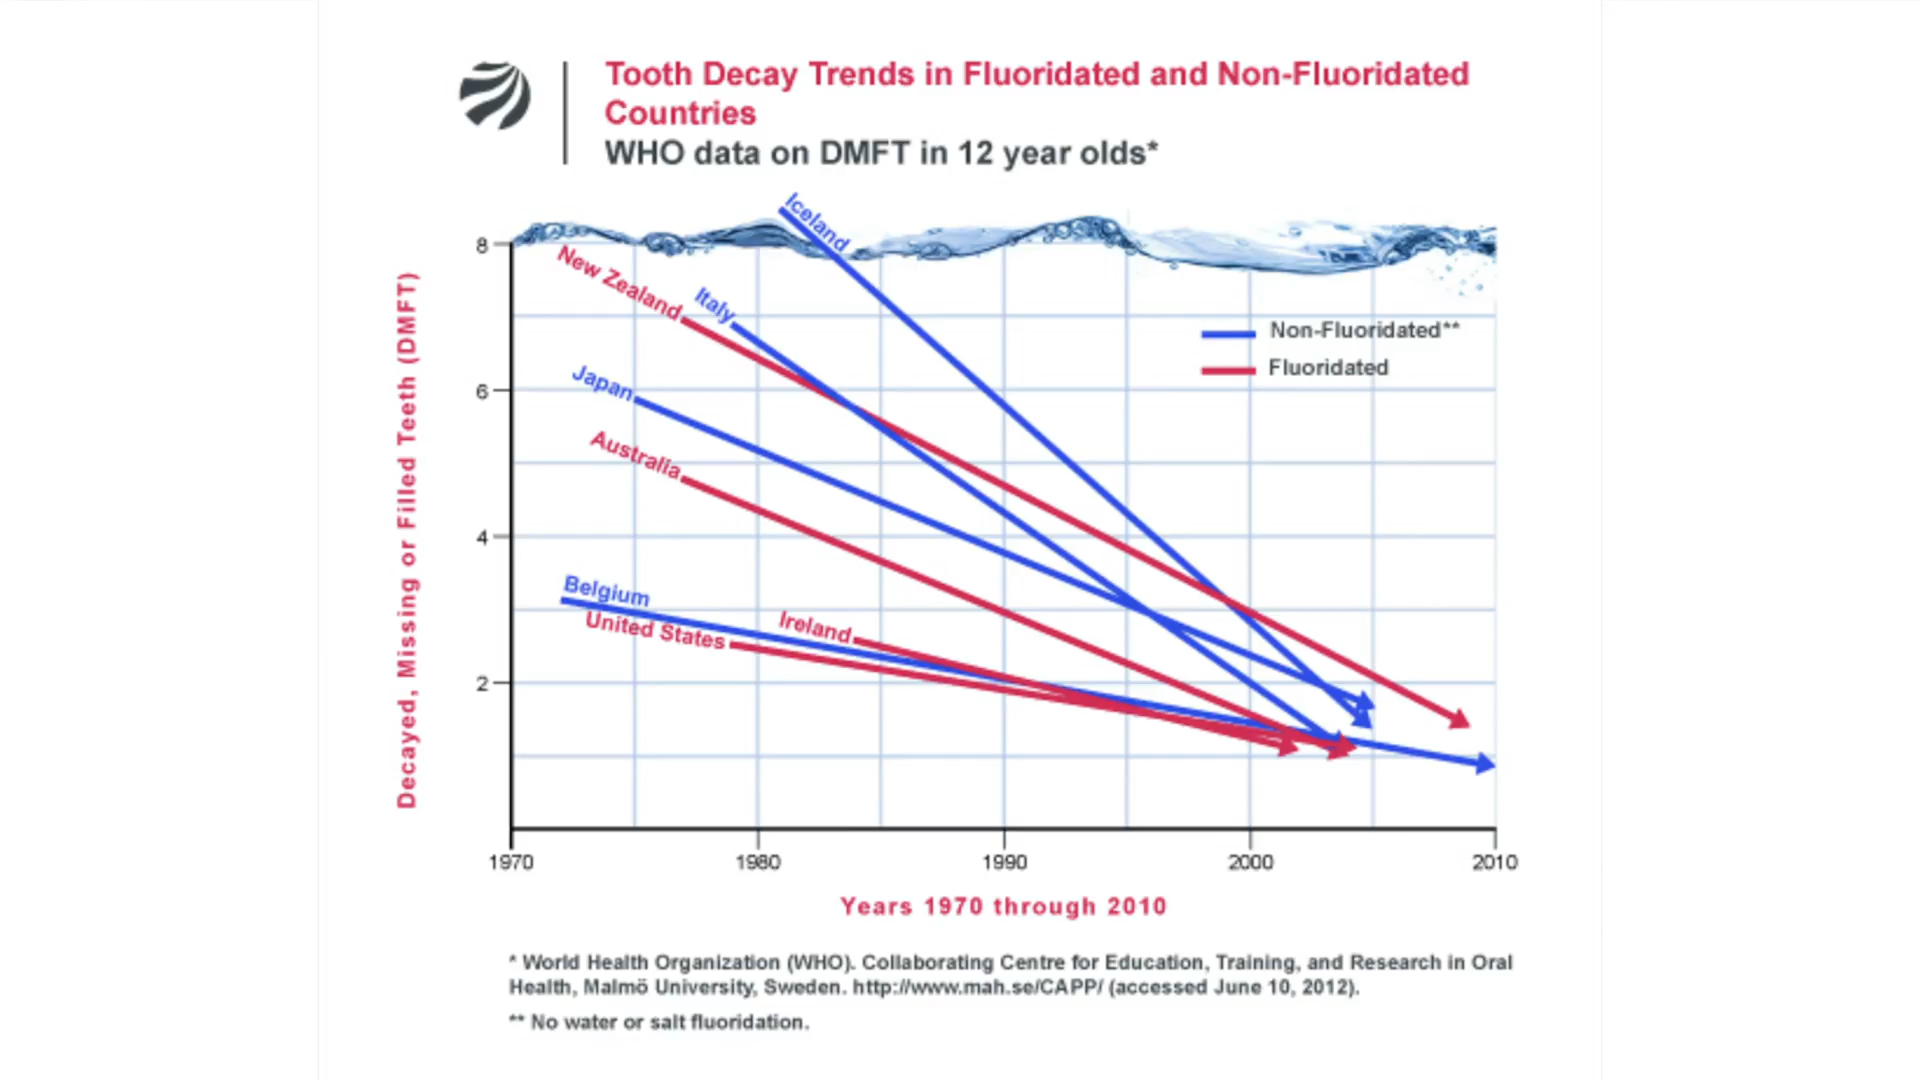 Tooth Decay Trends in Fluoridated and Non-Fluoridated
Countries
WHO data on DMFT in 12 year olds*
Iceland
8
New Zealand
Italy
Non-Fluoridated**
Fluoridated
Japan
6
Australia
4
Belgium
United States
Ireland
2
Decayed, Missing or Filled Teeth (DMFT)
1970
1980
1990
2000
2010
Years 1970 through 2010
* World Health Organization (WHO). Collaborating Centre for Education, Training, and Research in Oral
Health, Malmö University, Sweden. http://www.mah.se/CAPP/ (accessed June 10, 2012).
** No water or salt fluoridation.